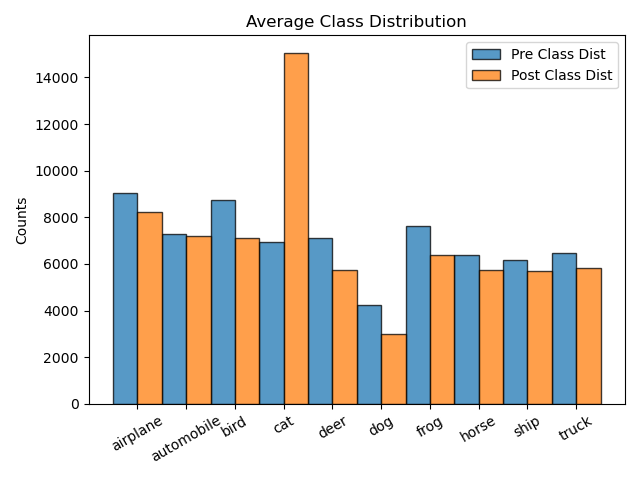 Average Class Distribution
Pre Class Dist
Post Class Dist
Counts
14000
12000
10000
8000
6000
4000
2000
0
airplane
automobile
bird
cat
deer
dog
frog
horse
ship
truck